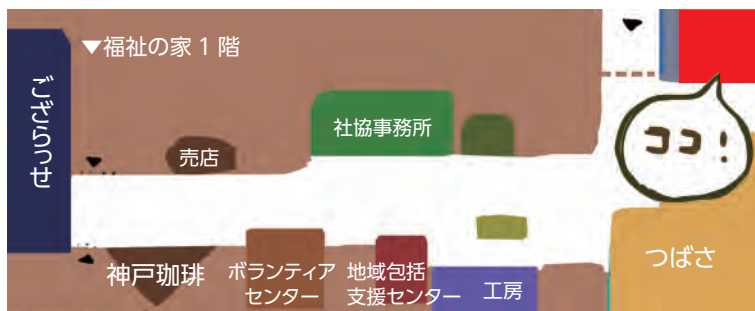 ▼福祉の家1階
ござらっせ
売店
社協事務所
ココ!
神戸珈琲
ボランティア
センター
地域包括
支援センター
工房
つばさ